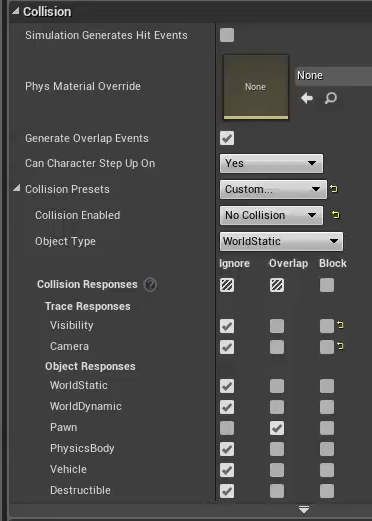 Collision
Simulation Generates Hit Events
None
Phys Material Override
None
Generate Overlap Events
Can Character Step Up On
Yes
Collision Presets
Custom...
Collision Enabled
No Collision
Object Type
WorldStatic
Ignore Overlap Block
Collision Responses ?
Trace Responses
Visibility
Camera
Object Responses
WorldStatic
WorldDynamic
Pawn
PhysicsBody
Vehicle
Destructible